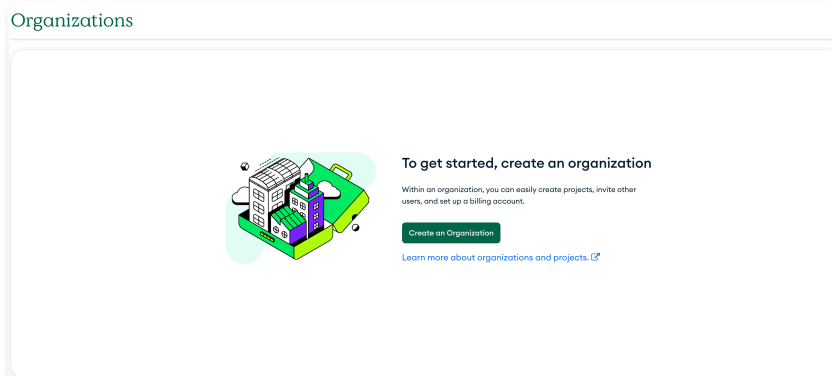 Organizations
To get started, create an organization
Within an organization, you can easily create projects, invite other
users, and set up a billing account.
Create an Organization
Learn more about organizations and projects.